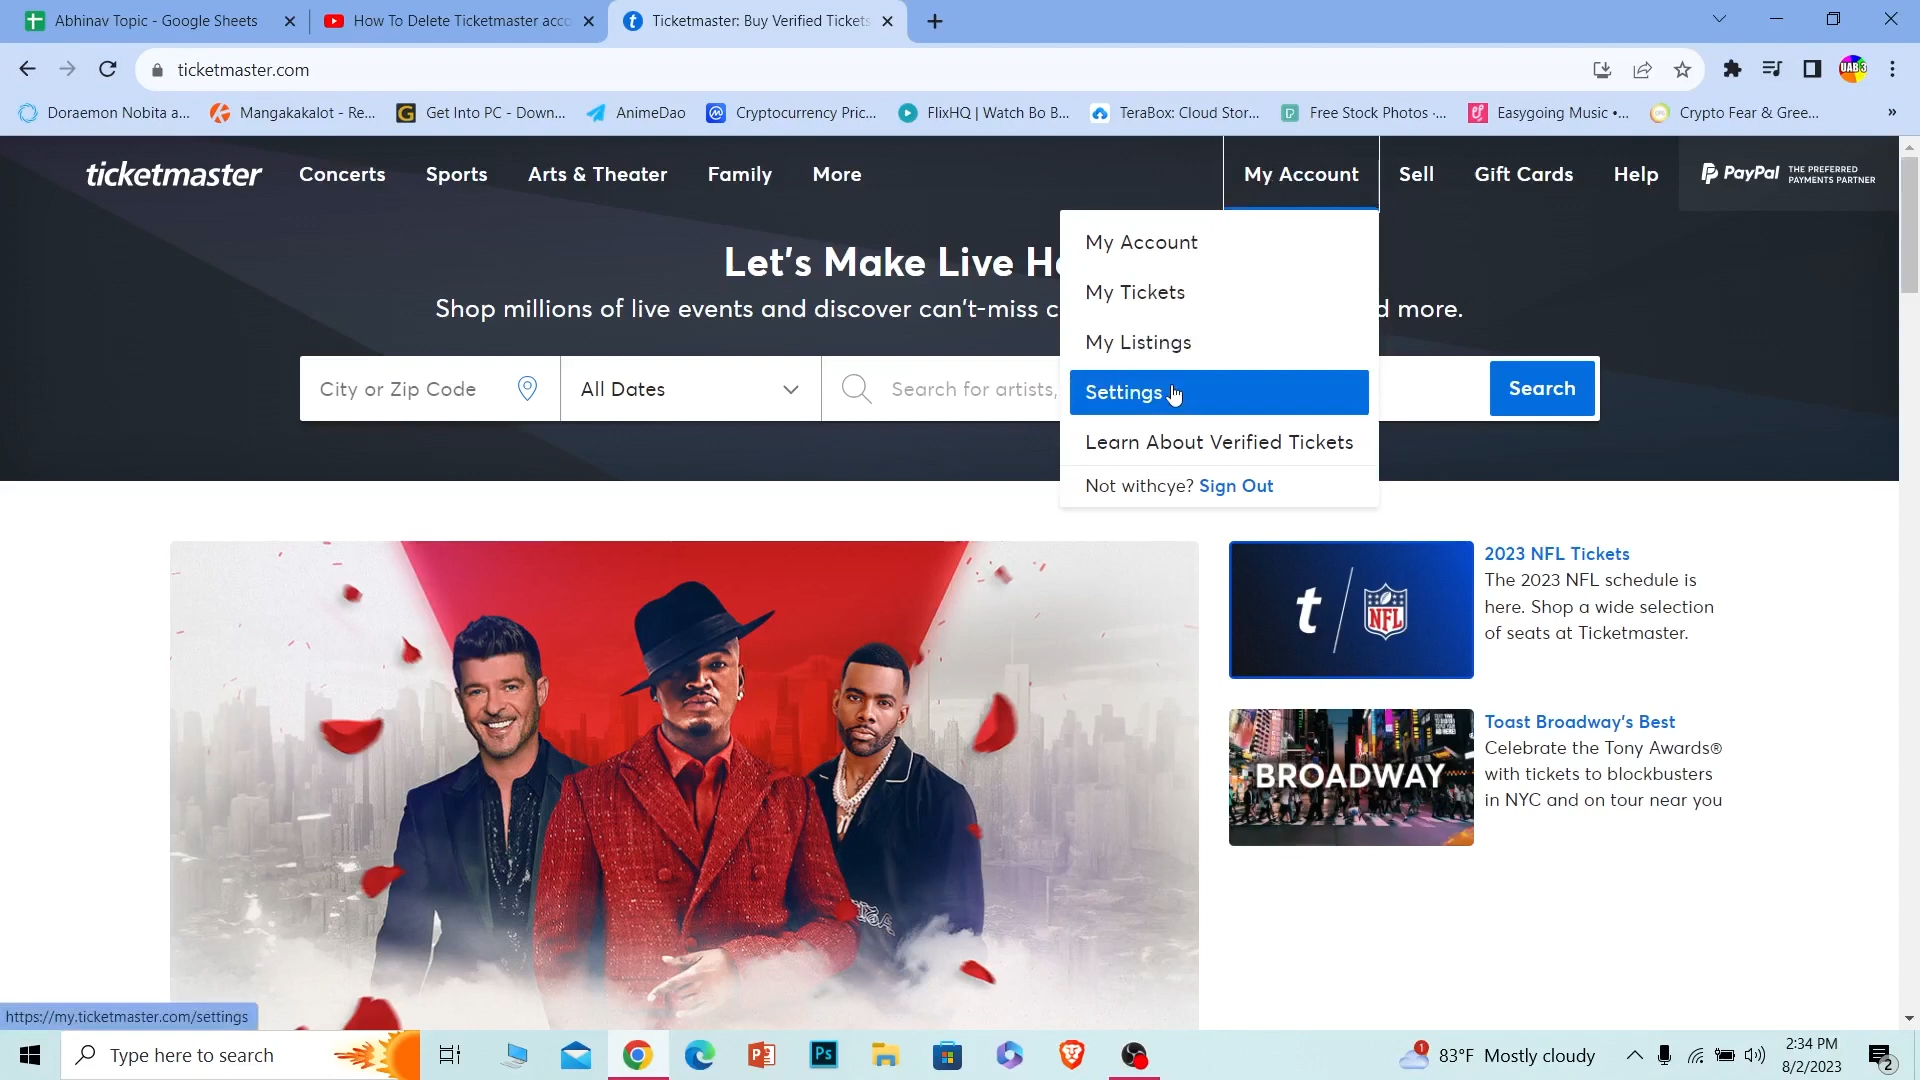 Abhinav Topic - Google Sheets
How To Delete Ticketmaster acco
Ticketmaster: Buy Verified Tickets
ticketmaster.com
UAB 3
Doraemon Nobita a...
Mangakakalot - Re...
Get Into PC - Down...
AnimeDao
Cryptocurrency Pric...
FlixHQ | Watch Bo B...
TeraBox: Cloud Stor...
Free Stock Photos ·...
Easygoing Music •...
Crypto Fear & Gree...
»
ticketmaster
Concerts
Sports
Arts & Theater
Family
More
My Account
Sell
Gift Cards
Help
PayPal
THE PREFERRED
PAYMENTS PARTNER
Let's Make Live H
Shop millions of live events and discover can't-miss c
d more.
City or Zip Code
All Dates
Search for artists,
Search
My Account
My Tickets
My Listings
Settings
Learn About Verified Tickets
Not withcye? Sign Out
t
NFL
2023 NFL Tickets
The 2023 NFL schedule is
here. Shop a wide selection
of seats at Ticketmaster.
BROADWAY
Toast Broadway's Best
Celebrate the Tony Awards®
with tickets to blockbusters
in NYC and on tour near you
https://my.ticketmaster.com/settings
Type here to search
Ps
1
83°F Mostly cloudy
2:34 PM
8/2/2023
2